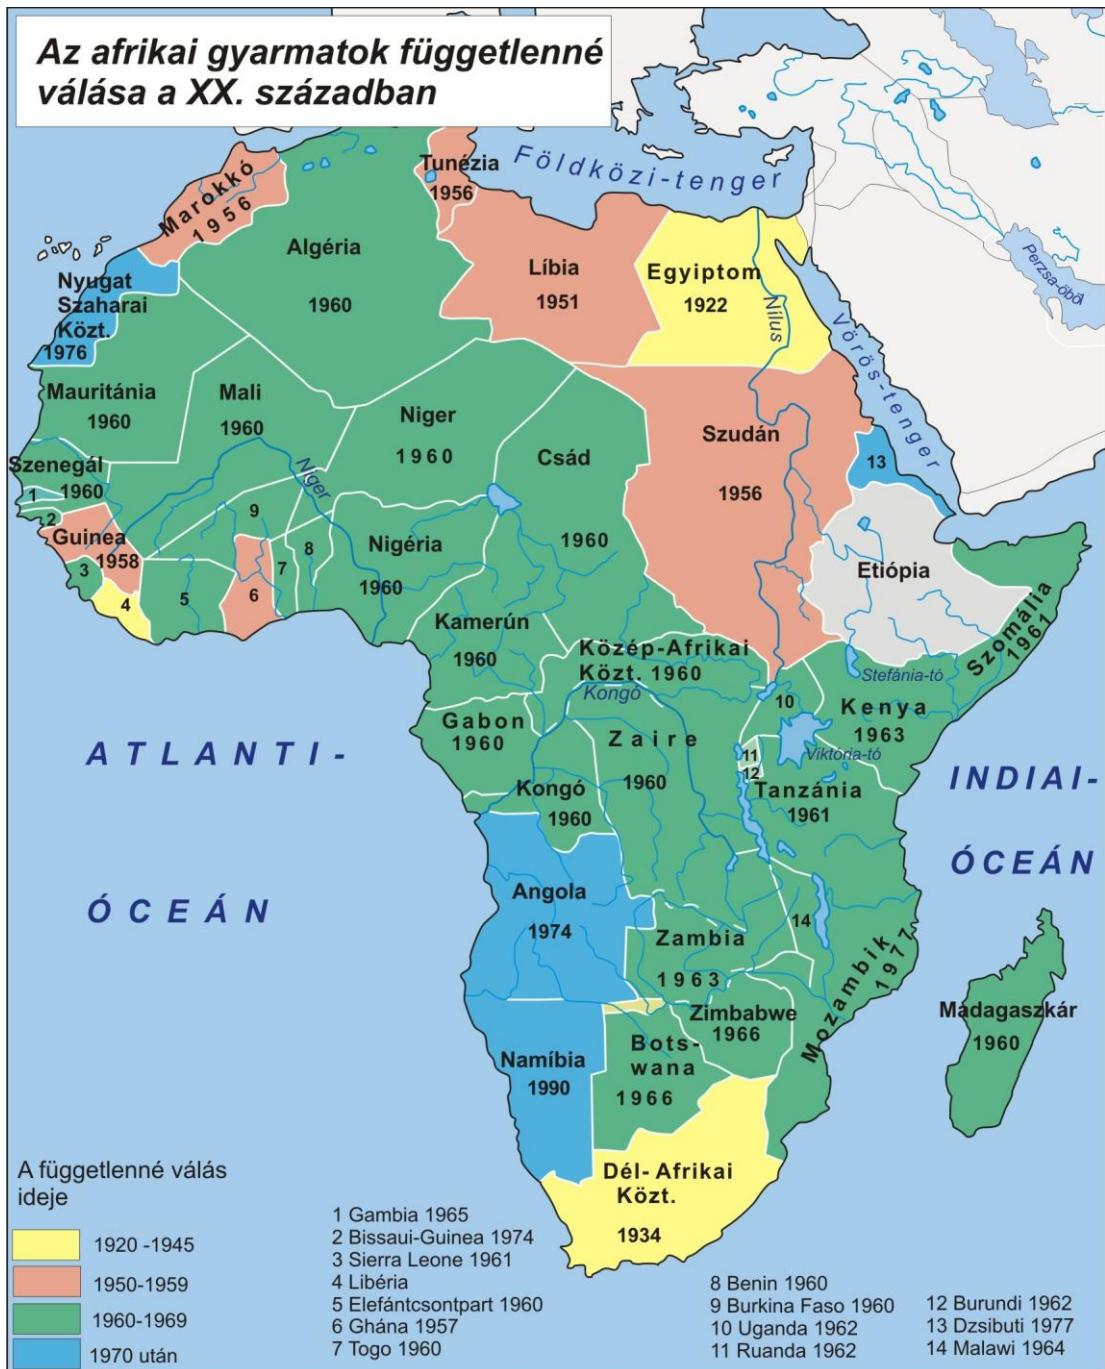 Az afrikai gyarmatok függetlenné
válása a XX. században
Földközi-tenger
Tunézia
1956
Marokkó
1956
Algéria
1960
Líbia
1951
Egyiptom
1922
Nílus
Perzsa-öböl
Vörös-tenger
Nyugat
Szaharai
Közt.
1976
Mauritánia
1960
Mali
1960
Niger
1960
Csád
1960
Szudán
1956
13
Szenegál
1960
1
2
Niger
Guinea
1958
3
4
5
6
7
8
9
Nigéria
1960
Etiópia
Szomália
1961
Kamerún
1960
Közép-Afrikai
Közt. 1960
Kongó
Stefánia-tó
10
Kenya
1963
Gabon
1960
Zaire
1960
11
12
Viktória-tó
Tanzánia
1961
Kongó
1960
ATLANTI-
ÓCEÁN
INDIAI-
ÓCEÁN
Angola
1974
Zambia
1963
14
Mozambik
1977
Zimbabwe
1966
Mádagaszkár
1960
Namíbia
1990
Bots-
wana
1966
Dél- Afrikai
Közt.
1934
A függetlenné válás
ideje
1920 -1945
1950-1959
1960-1969
1970 után
1 Gambia 1965
2 Bissaui-Guinea 1974
3 Sierra Leone 1961
4 Libéria
5 Elefántcsontpart 1960
6 Ghána 1957
7 Togo 1960
8 Benin 1960
9 Burkina Faso 1960
10 Uganda 1962
11 Ruanda 1962
12 Burundi 1962
13 Dzsibuti 1977
14 Malawi 1964